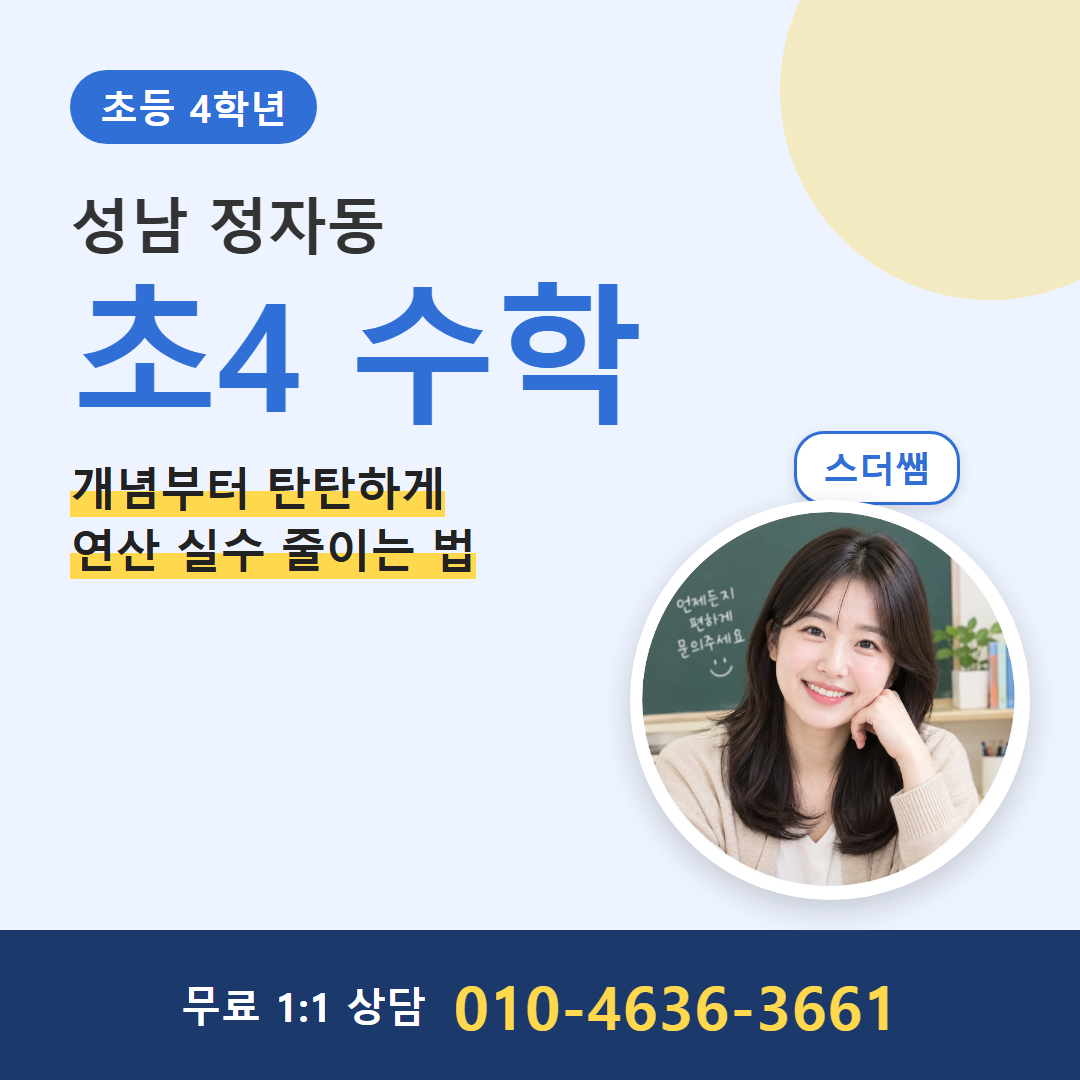 초등 4학년
성남 정자동
초4 수학
개념부터 탄탄하게
연산 실수 줄이는 법
스더쌤
언제든지
편하게
문의주세요
무료 1:1 상담 010-4636-3661